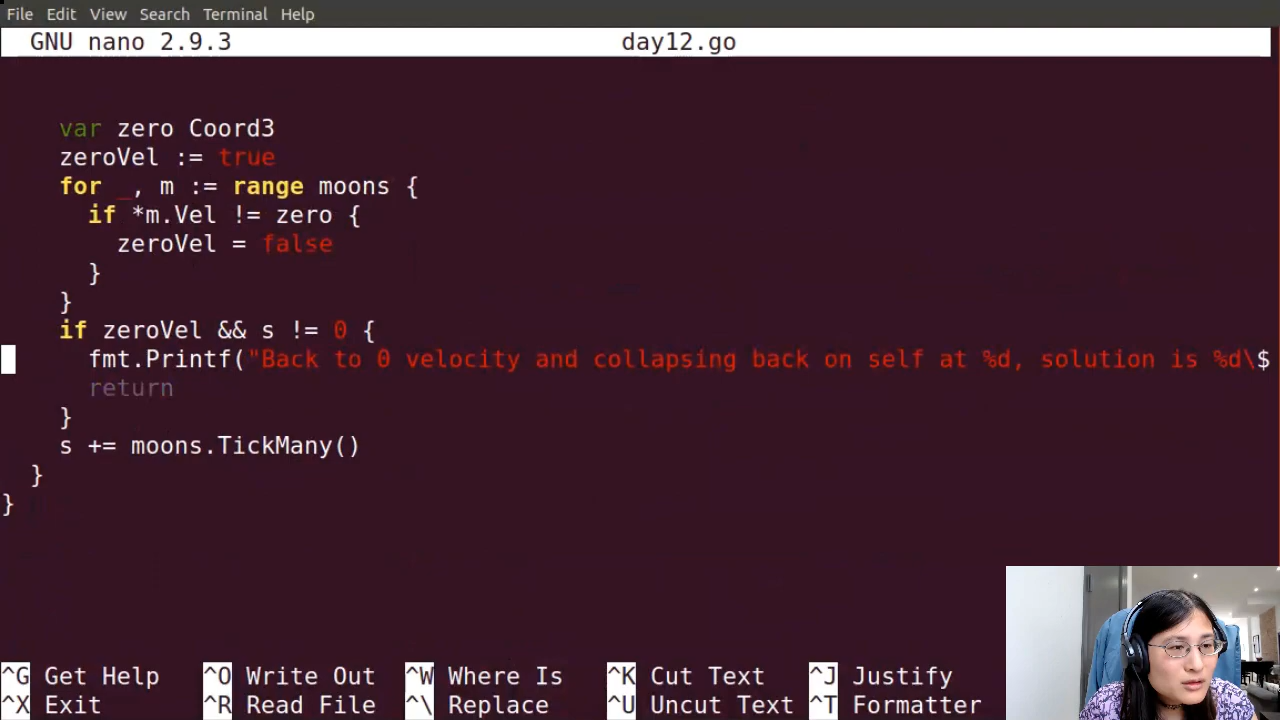 File Edit View Search Terminal Help
GNU nano 2.9.3 day12.go
var zero Coord3
zeroVel := true
for _, m := range moons {
if *m.Vel != zero {
zeroVel = false
}
}
if zeroVel && s != 0 {
fmt.Printf("Back to 0 velocity and collapsing back on self at %d, solution is %d\$
return
}
s += moons.TickMany()
}
}
^G Get Help ^O Write Out ^W Where Is ^K Cut Text ^J Justify
^X Exit ^R Read File ^\ Replace ^U Uncut Text ^T Formatter